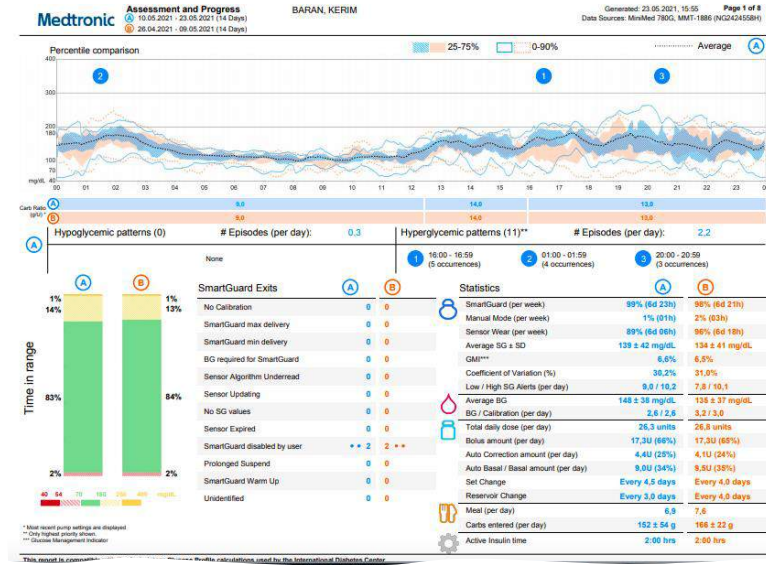 Medtronic
Assessment and Progress
A 10.05.2021 - 23.05.2021 (14 Days)
B 26.04.2021 - 09.05.2021 (14 Days)
BARAN, KERIM
Generated: 23.05.2021, 15:55 Page 1 of 8
Data Sources: MiniMed 780G, MMT-1886 (NG2424558H)
Percentile comparison
25-75% 0-90% Average A
400
300
200
180
100
70
40
mg/dL
2 1 3
00 01 02 03 04 05 06 07 08 09 10 11 12 13 14 15 16 17 18 19 20 21 22 23 0
Carb Ratio (g/U)
A 9,0 14,0 13,0
B 9,0 14,0 13,0
A
Hypoglycemic patterns (0) # Episodes (per day): 0,3
None
Hyperglycemic patterns (11)** # Episodes (per day): 2,2
1 16:00 - 16:59 (5 occurrences)
2 01:00 - 01:59 (4 occurrences)
3 20:00 - 20:59 (3 occurrences)
Time in range
A B
1% 1%
14% 13%
83% 84%
2% 2%
40 54 70 180 250 400 mg/dL
SmartGuard Exits A B
No Calibration 0 0
SmartGuard max delivery 0 0
SmartGuard min delivery 0 0
BG required for SmartGuard 0 0
Sensor Algorithm Underread 0 0
Sensor Updating 0 0
No SG values 0 0
Sensor Expired 0 0
SmartGuard disabled by user 2 2
Prolonged Suspend 0 0
SmartGuard Warm Up 0 0
Unidentified 0 0
Statistics A B
SmartGuard (per week) 99% (6d 23h) 98% (6d 21h)
Manual Mode (per week) 1% (01h) 2% (03h)
Sensor Wear (per week) 89% (6d 06h) 96% (6d 18h)
Average SG ± SD 139 ± 42 mg/dL 134 ± 41 mg/dL
GMI*** 6,6% 6,5%
Coefficient of Variation (%) 30,2% 31,0%
Low / High SG Alerts (per day) 9,0 / 10,2 7,8 / 10,1
Average BG 148 ± 38 mg/dL 135 ± 37 mg/dL
BG / Calibration (per day) 2,6 / 2,6 3,2 / 3,0
Total daily dose (per day) 26,3 units 26,8 units
Bolus amount (per day) 17,3U (66%) 17,3U (65%)
Auto Correction amount (per day) 4,4U (25%) 4,1U (24%)
Auto Basal / Basal amount (per day) 9,0U (34%) 9,5U (35%)
Set Change Every 4,5 days Every 4,0 days
Reservoir Change Every 3,0 days Every 4,0 days
Meal (per day) 6,9 7,6
Carbs entered (per day) 152 ± 54 g 166 ± 22 g
Active Insulin time 2:00 hrs 2:00 hrs
* Most recent pump settings are displayed
** Only highest priority shown.
*** Glucose Management Indicator
Profile calculations used by the International Diabetes Center